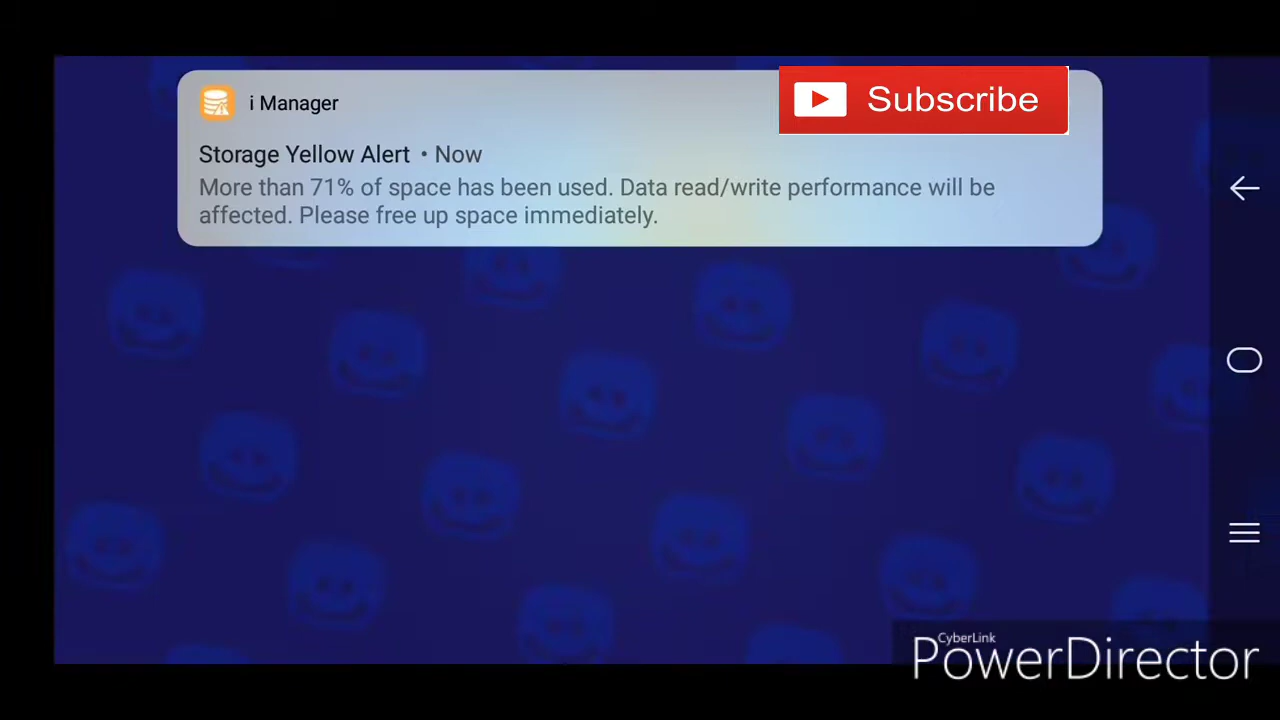 i Manager
Subscribe
Storage Yellow Alert • Now
More than 71% of space has been used. Data read/write performance will be
affected. Please free up space immediately.
CyberLink
PowerDirector